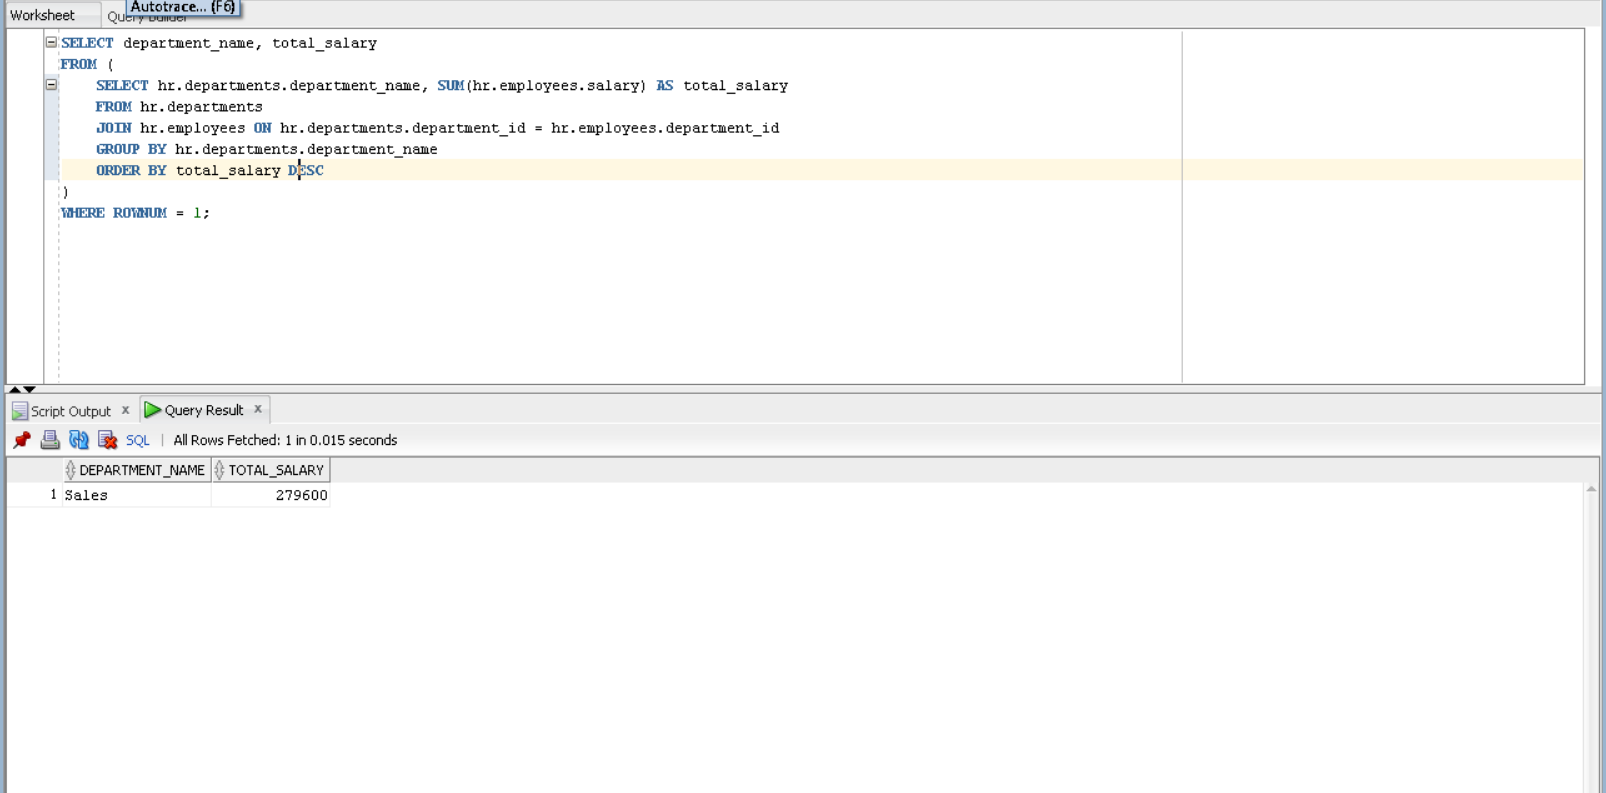 Autotrace... (F6)
Worksheet Query Builder
SELECT department_name, total_salary
FROM (
SELECT hr.departments.department_name, SUM(hr.employees.salary) AS total_salary
FROM hr.departments
JOIN hr.employees ON hr.departments.department_id = hr.employees.department_id
GROUP BY hr.departments.department_name
ORDER BY total_salary DESC
)
WHERE ROWNUM = 1;
Script Output x Query Result x
SQL | All Rows Fetched: 1 in 0.015 seconds
DEPARTMENT_NAME TOTAL_SALARY
1 Sales 279600